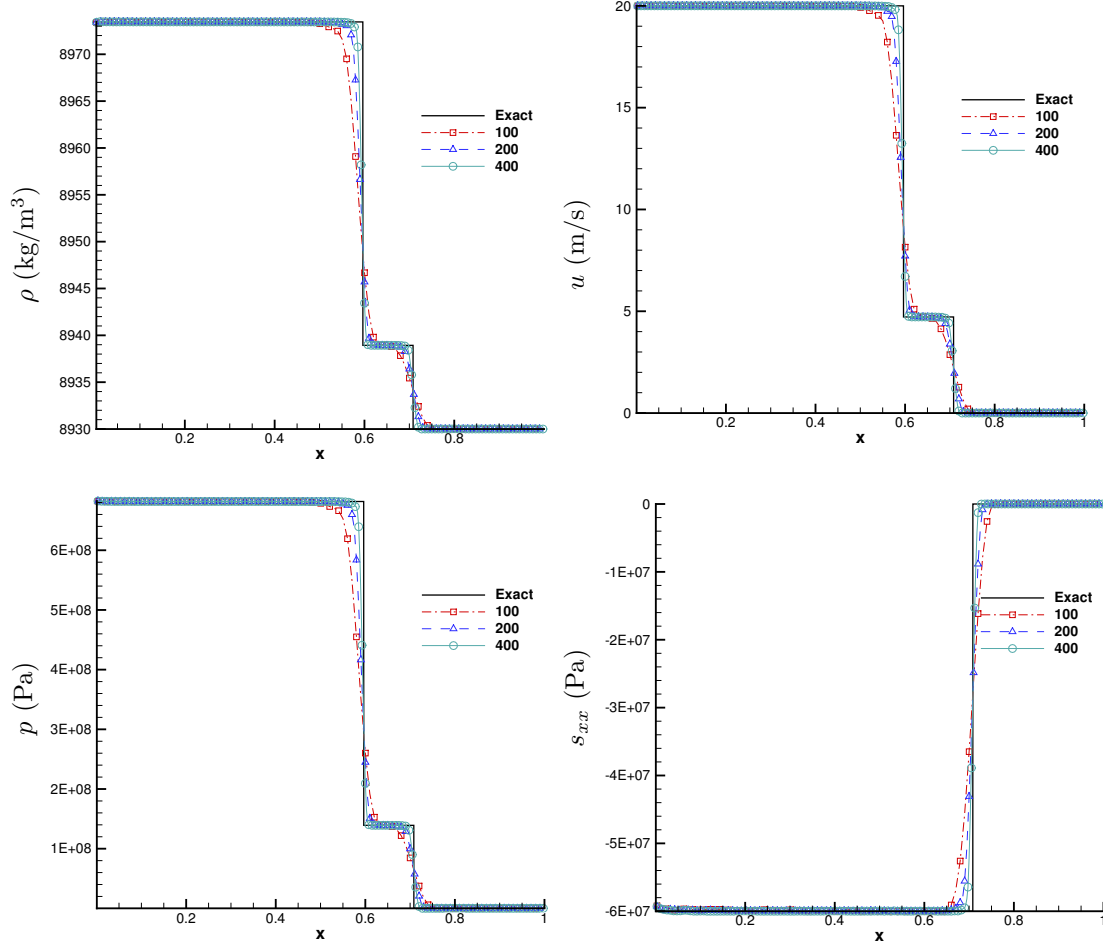 8970
8965
8960
8955
8950
8945
8940
8935
8930
ρ (kg/m³)
0.2
0.4
0.6
0.8
1
x
Exact
100
200
400
20
15
10
5
0
u (m/s)
0.2
0.4
0.6
0.8
1
x
Exact
100
200
400
6E+08
5E+08
4E+08
3E+08
2E+08
1E+08
p (Pa)
0.2
0.4
0.6
0.8
1
x
Exact
100
200
400
0
-1E+07
-2E+07
-3E+07
-4E+07
-5E+07
-6E+07
sₓₓ (Pa)
0.2
0.4
0.6
0.8
1
x
Exact
100
200
400